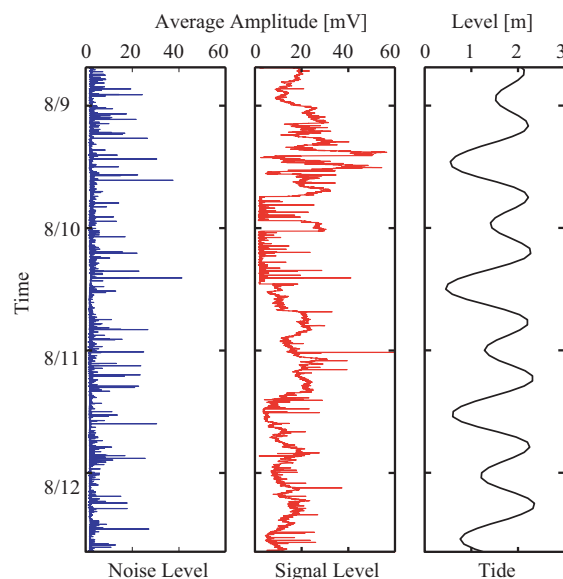 Average Amplitude [mV] Level [m]
0 20 40 60 0 20 40 60 0 1 2 3
8/9
8/10
Time
8/11
8/12
Noise Level Signal Level Tide